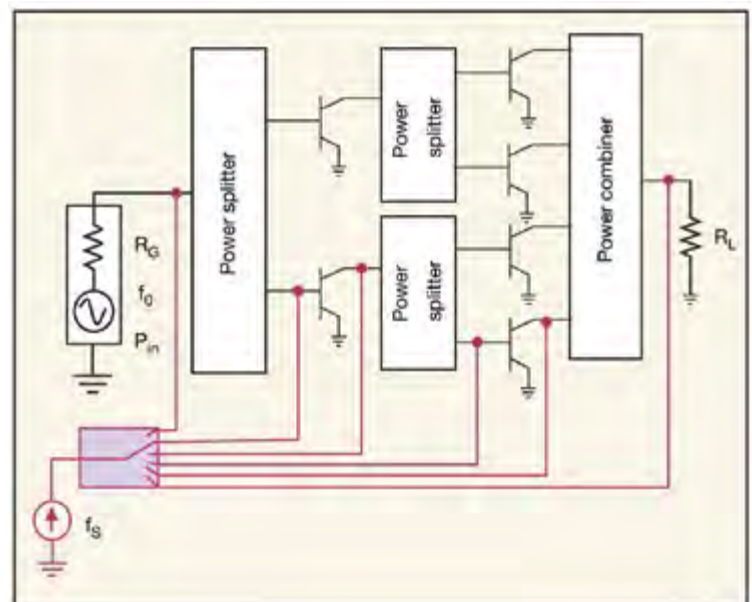 Power splitter
Power
splitter
Power
splitter
Power combiner
R_G
f_0
P_in
R_L
f_S